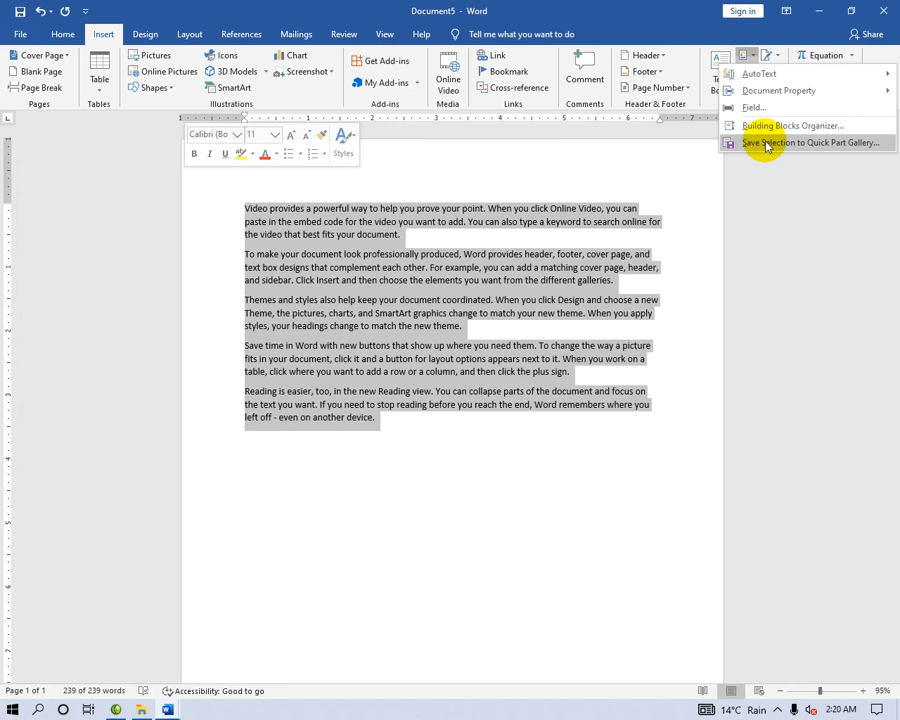 Document5 - Word
Sign in
File Home Insert Design Layout References Mailings Review View Help Tell me what you want to do Share
Cover Page Pictures Icons Chart Get Add-ins Link Header Equation
Blank Page Online Pictures 3D Models Screenshot Bookmark Footer
Page Break Shapes SmartArt My Add-ins Cross-reference Page Number
Table
Online Video
Comment
Pages Tables Illustrations Add-ins Media Links Comments Header & Footer
AutoText
Document Property
Field...
Building Blocks Organizer...
Save Selection to Quick Part Gallery...
Calibri (Bo 11
Styles
Video provides a powerful way to help you prove your point. When you click Online Video, you can
paste in the embed code for the video you want to add. You can also type a keyword to search online for
the video that best fits your document.
To make your document look professionally produced, Word provides header, footer, cover page, and
text box designs that complement each other. For example, you can add a matching cover page, header,
and sidebar. Click Insert and then choose the elements you want from the different galleries.
Themes and styles also help keep your document coordinated. When you click Design and choose a new
Theme, the pictures, charts, and SmartArt graphics change to match your new theme. When you apply
styles, your headings change to match the new theme.
Save time in Word with new buttons that show up where you need them. To change the way a picture
fits in your document, click it and a button for layout options appears next to it. When you work on a
table, click where you want to add a row or a column, and then click the plus sign.
Reading is easier, too, in the new Reading view. You can collapse parts of the document and focus on
the text you want. If you need to stop reading before you reach the end, Word remembers where you
left off - even on another device.
Page 1 of 1 239 of 239 words Accessibility: Good to go 95%
14°C Rain 2:20 AM